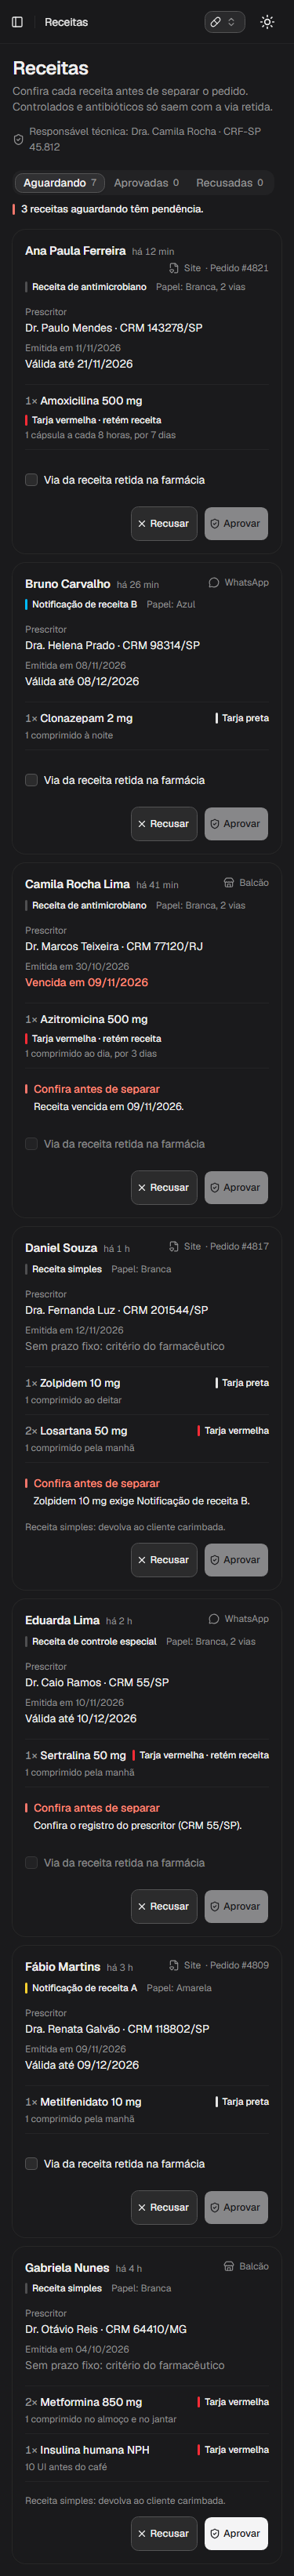 Receitas
Receitas
Confira cada receita antes de separar o pedido.
Controlados e antibióticos só saem com a via retida.
Responsável técnica: Dra. Camila Rocha · CRF-SP
45.812
Aguardando 7 Aprovadas 0 Recusadas 0
3 receitas aguardando têm pendência.
Ana Paula Ferreira há 12 min
Site · Pedido #4821
Receita de antimicrobiano Papel: Branca, 2 vias
Prescritor
Dr. Paulo Mendes · CRM 143278/SP
Emitida em 11/11/2026
Válida até 21/11/2026
1× Amoxicilina 500 mg
Tarja vermelha · retém receita
1 cápsula a cada 8 horas, por 7 dias
Via da receita retida na farmácia
Recusar Aprovar
Bruno Carvalho há 26 min WhatsApp
Notificação de receita B Papel: Azul
Prescritor
Dra. Helena Prado · CRM 98314/SP
Emitida em 08/11/2026
Válida até 08/12/2026
1× Clonazepam 2 mg Tarja preta
1 comprimido à noite
Via da receita retida na farmácia
Recusar Aprovar
Camila Rocha Lima há 41 min Balcão
Receita de antimicrobiano Papel: Branca, 2 vias
Prescritor
Dr. Marcos Teixeira · CRM 77120/RJ
Emitida em 30/10/2026
Vencida em 09/11/2026
1× Azitromicina 500 mg
Tarja vermelha · retém receita
1 comprimido ao dia, por 3 dias
Confira antes de separar
Receita vencida em 09/11/2026.
Via da receita retida na farmácia
Recusar Aprovar
Daniel Souza há 1 h Site · Pedido #4817
Receita simples Papel: Branca
Prescritor
Dra. Fernanda Luz · CRM 201544/SP
Emitida em 12/11/2026
Sem prazo fixo: critério do farmacêutico
1× Zolpidem 10 mg Tarja preta
1 comprimido ao deitar
2× Losartana 50 mg Tarja vermelha
1 comprimido pela manhã
Confira antes de separar
Zolpidem 10 mg exige Notificação de receita B.
Receita simples: devolva ao cliente carimbada.
Recusar Aprovar
Eduarda Lima há 2 h WhatsApp
Receita de controle especial Papel: Branca, 2 vias
Prescritor
Dr. Caio Ramos · CRM 55/SP
Emitida em 10/11/2026
Válida até 10/12/2026
1× Sertralina 50 mg Tarja vermelha · retém receita
1 comprimido pela manhã
Confira antes de separar
Confira o registro do prescritor (CRM 55/SP).
Via da receita retida na farmácia
Recusar Aprovar
Fábio Martins há 3 h Site · Pedido #4809
Notificação de receita A Papel: Amarela
Prescritor
Dra. Renata Galvão · CRM 118802/SP
Emitida em 09/11/2026
Válida até 09/12/2026
1× Metilfenidato 10 mg Tarja preta
1 comprimido pela manhã
Via da receita retida na farmácia
Recusar Aprovar
Gabriela Nunes há 4 h Balcão
Receita simples Papel: Branca
Prescritor
Dr. Otávio Reis · CRM 64410/MG
Emitida em 04/10/2026
Sem prazo fixo: critério do farmacêutico
2× Metformina 850 mg Tarja vermelha
1 comprimido no almoço e no jantar
1× Insulina humana NPH Tarja vermelha
10 UI antes do café
Receita simples: devolva ao cliente carimbada.
Recusar Aprovar